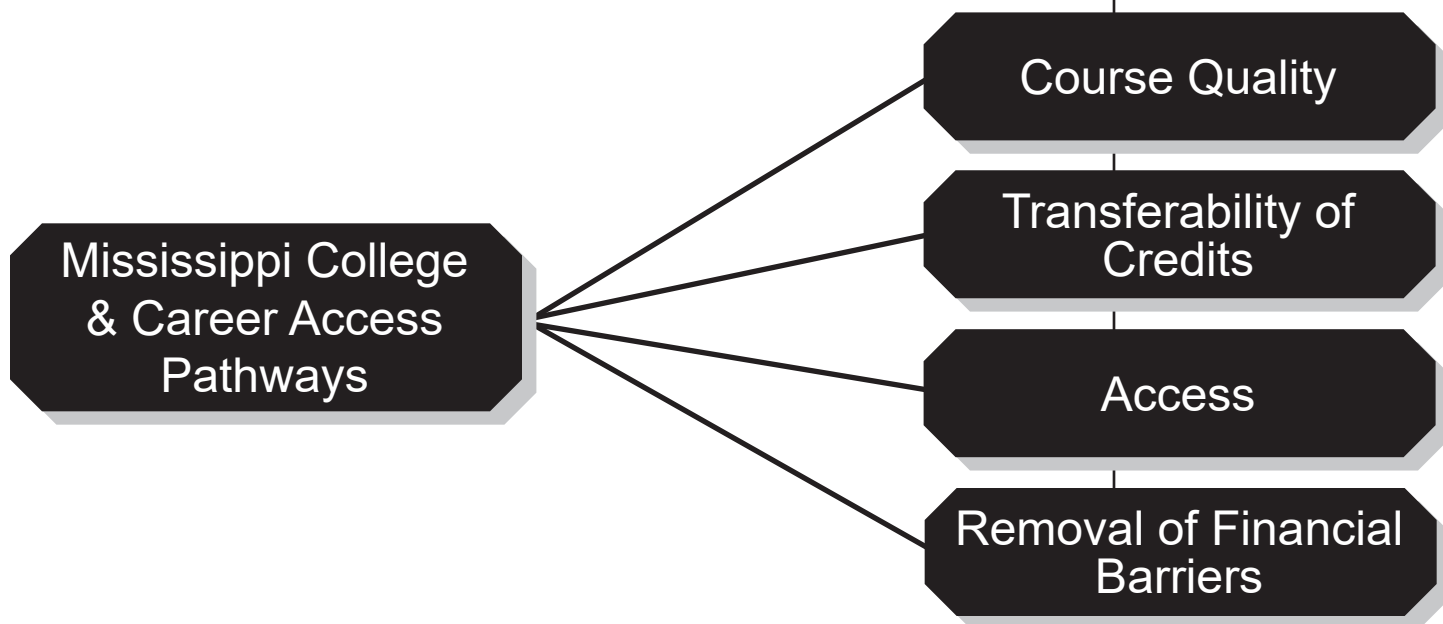 Course Quality
Transferability of
Credits
Mississippi College
& Career Access
Pathways
Access
Removal of Financial
Barriers